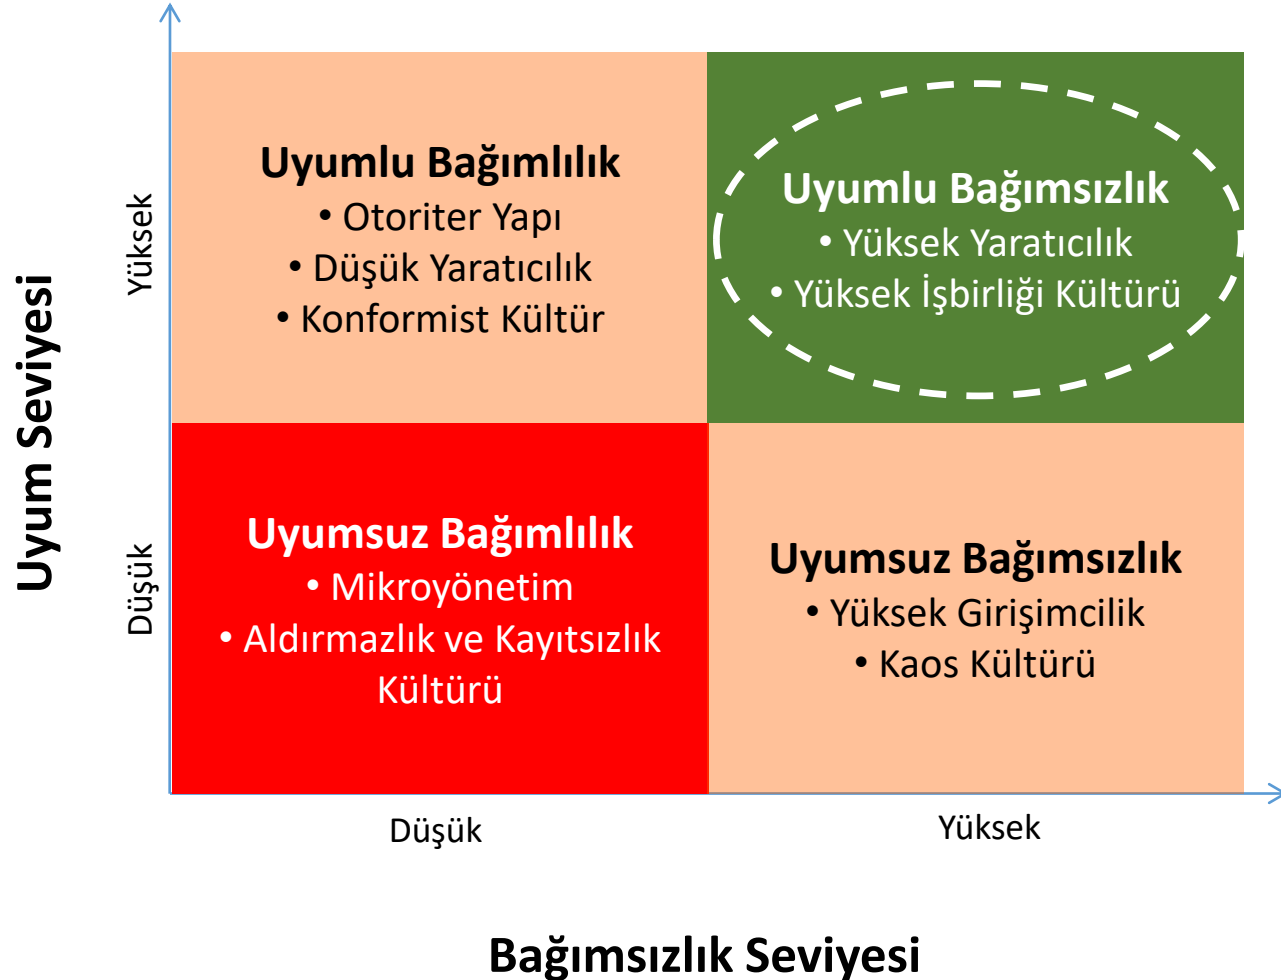 Uyum Seviyesi
Yüksek
Düşük
Uyumlu Bağımlılık
• Otoriter Yapı
• Düşük Yaratıcılık
• Konformist Kültür
Uyumlu Bağımsızlık
• Yüksek Yaratıcılık
• Yüksek İşbirliği Kültürü
Uyumsuz Bağımlılık
• Mikroyönetim
• Aldırmazlık ve Kayıtsızlık
Kültürü
Uyumsuz Bağımsızlık
• Yüksek Girişimcilik
• Kaos Kültürü
Düşük
Yüksek
Bağımsızlık Seviyesi